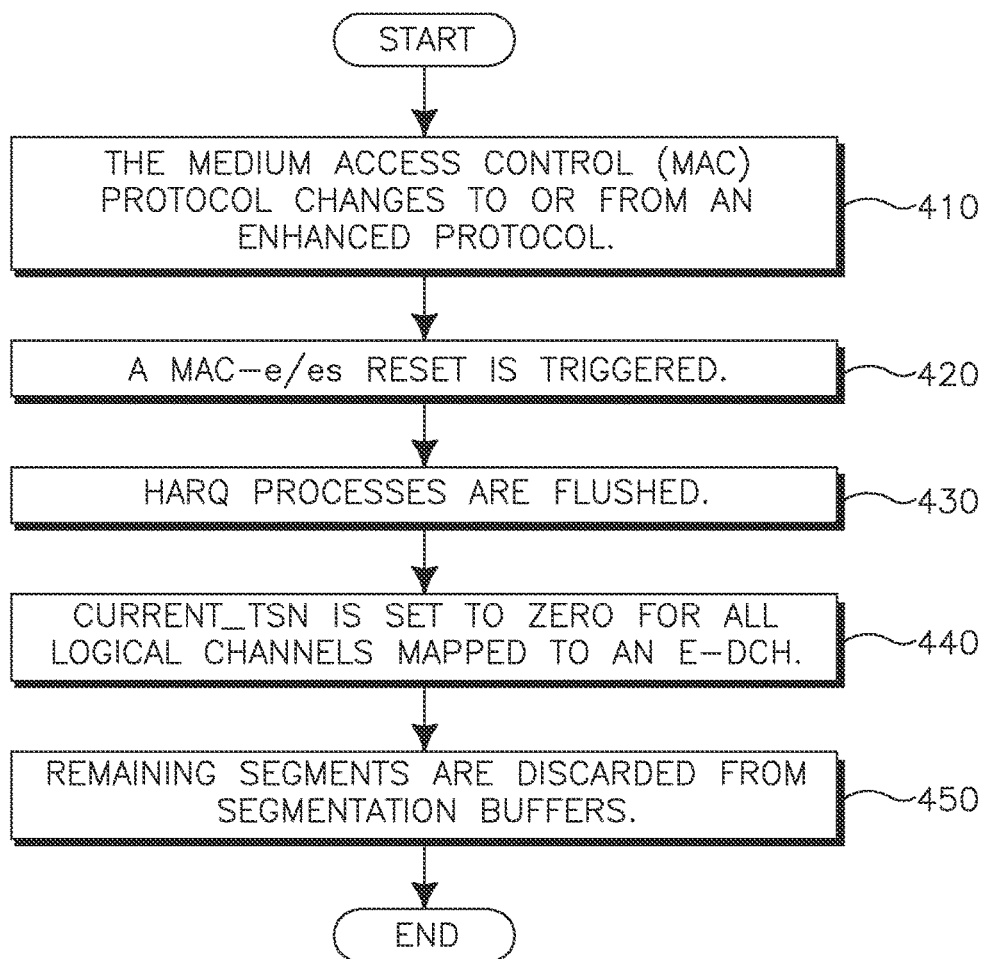 START
THE MEDIUM ACCESS CONTROL (MAC)
PROTOCOL CHANGES TO OR FROM AN
ENHANCED PROTOCOL.
410
A MAC-e/es RESET IS TRIGGERED.
420
HARQ PROCESSES ARE FLUSHED.
430
CURRENT_TSN IS SET TO ZERO FOR ALL
LOGICAL CHANNELS MAPPED TO AN E-DCH.
440
REMAINING SEGMENTS ARE DISCARDED FROM
SEGMENTATION BUFFERS.
450
END